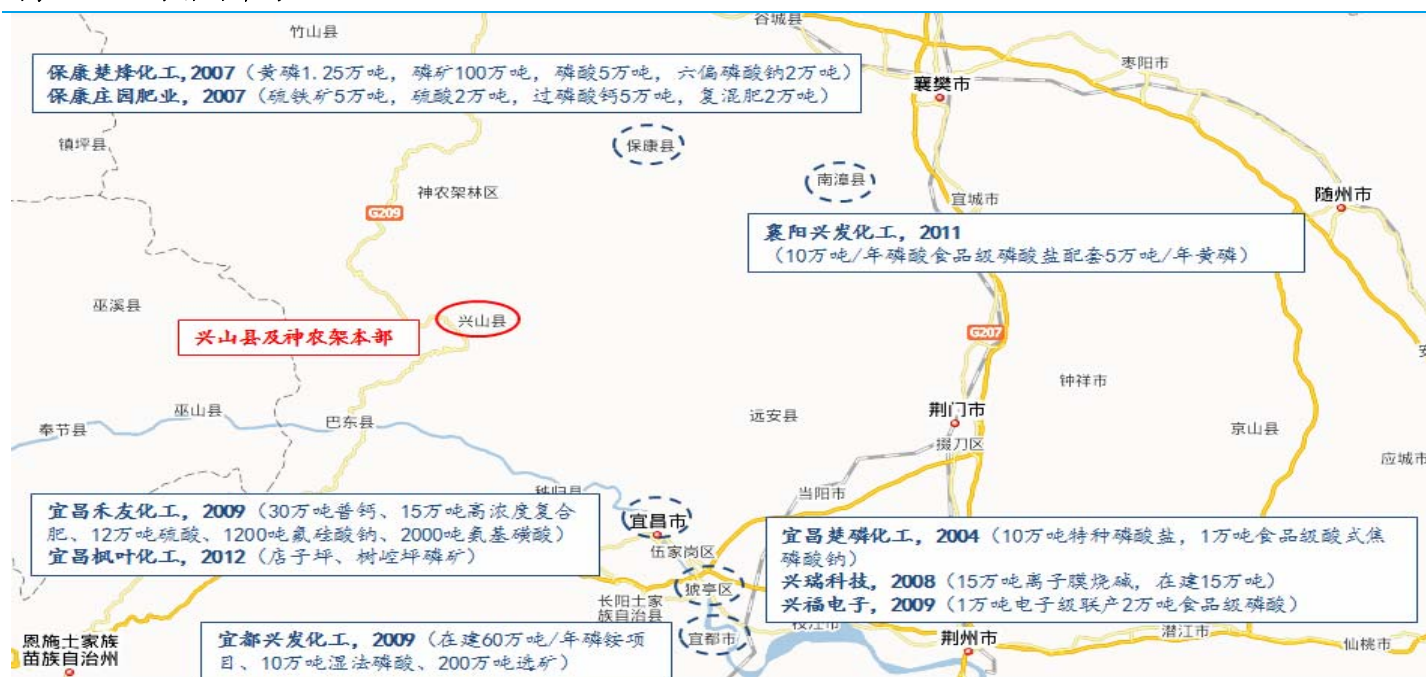 竹山县
谷城县
枣阳市
保康楚烽化工,2007（黄磷1.25万吨，磷矿100万吨，磷酸5万吨，六偏磷酸钠2万吨）
保康庄园肥业，2007（硫铁矿5万吨，硫酸2万吨，过磷酸钙5万吨，复混肥2万吨）
襄樊市
镇坪县
保康县
神农架林区
南漳县
宜城市
随州市
G209
襄阳兴发化工，2011
（10万吨/年磷酸食品级磷酸盐配套5万吨/年黄磷）
巫溪县
兴山县
兴山县及神农架本部
G207
安
钟祥市
巫山县
奉节县
巴东县
远安县
荆门市
掇刀区
京山县
应城市
当阳市
秭归县
宜昌禾友化工，2009（30万吨普钙、15万吨高浓度复合
肥、12万吨硫酸、1200吨氟硅酸钠、2000吨氨基磺酸）
宜昌枫叶化工，2012（店子坪、树崆坪磷矿）
宜昌市
伍家岗区
猇亭区
宜昌楚磷化工，2004（10万吨特种磷酸盐，1万吨食品级酸式焦
磷酸钠）
兴瑞科技，2008（15万吨离子膜烧碱，在建15万吨）
兴福电子，2009（1万吨电子级联产2万吨食品级磷酸）
长阳土家
族自治县
宜都市
枝江市
恩施土家族
苗族自治州
宜都兴发化工，2009（在建60万吨/年磷铵项
目、10万吨湿法磷酸、200万吨选矿）
荆州市
潜江市
仙桃市